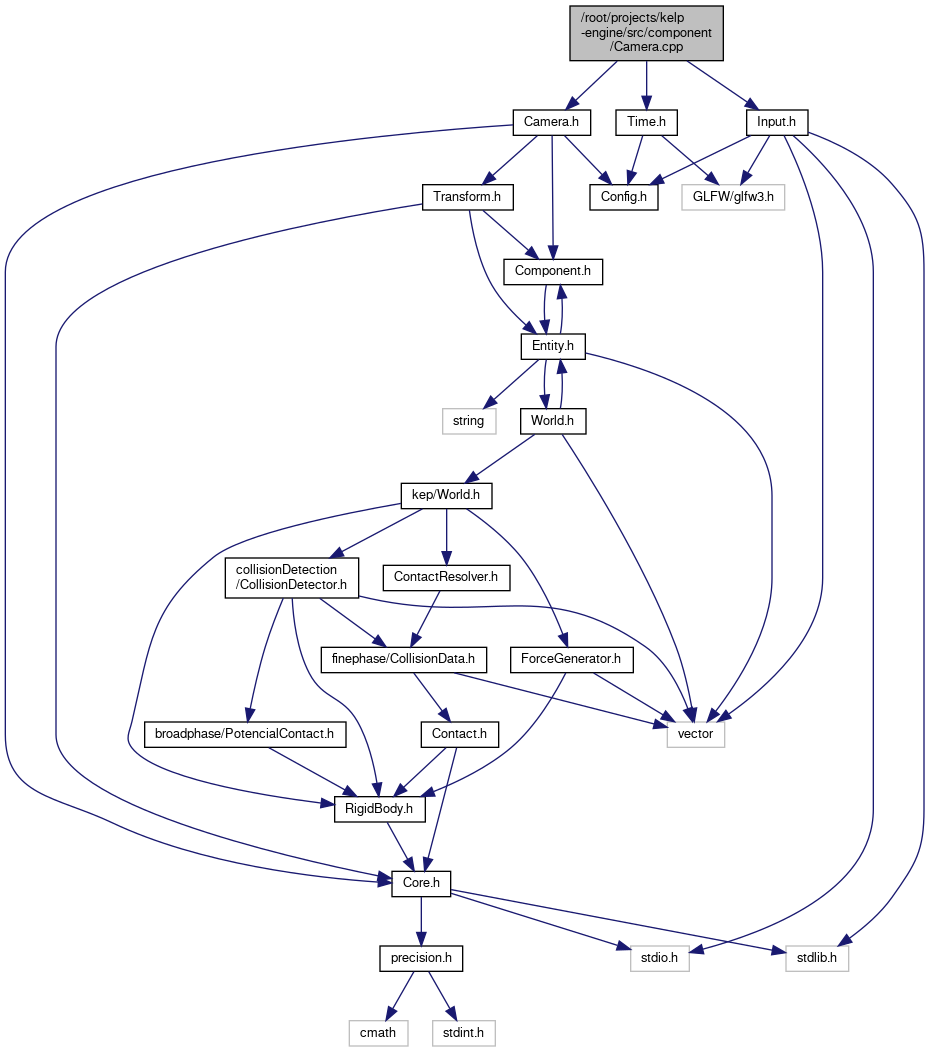 /root/projects/kelp
-engine/src/component
/Camera.cpp
Camera.h
Time.h
Input.h
Transform.h
Config.h
GLFW/glfw3.h
Component.h
Entity.h
string
World.h
kep/World.h
collisionDetection
/CollisionDetector.h
ContactResolver.h
finephase/CollisionData.h
ForceGenerator.h
broadphase/PotencialContact.h
Contact.h
vector
RigidBody.h
Core.h
precision.h
stdio.h
stdlib.h
cmath
stdint.h